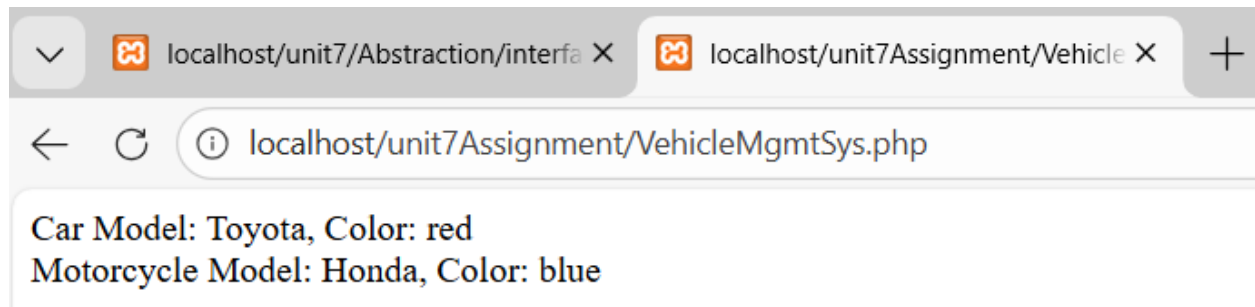 localhost/unit7/Abstraction/interfa
localhost/unit7Assignment/Vehicle
localhost/unit7Assignment/VehicleMgmtSys.php
Car Model: Toyota, Color: red
Motorcycle Model: Honda, Color: blue